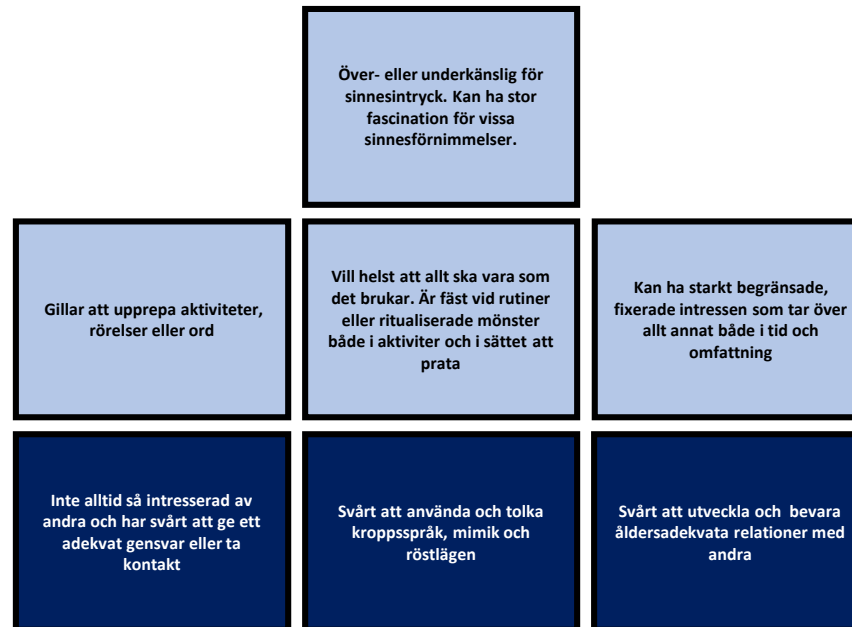 Över- eller underkänslig för
sinnesintryck. Kan ha stor
fascination för vissa
sinnesförnimmelser.
Gillar att upprepa aktiviteter,
rörelser eller ord
Vill helst att allt ska vara som
det brukar. Är fäst vid rutiner
eller ritualiserade mönster
både i aktiviter och i sättet att
prata
Kan ha starkt begränsade,
fixerade intressen som tar över
allt annat både i tid och
omfattning
Inte alltid så intresserad av
andra och har svårt att ge ett
adekvat gensvar eller ta
kontakt
Svårt att använda och tolka
kroppsspråk, mimik och
röstlägen
Svårt att utveckla och bevara
åldersadekvata relationer med
andra